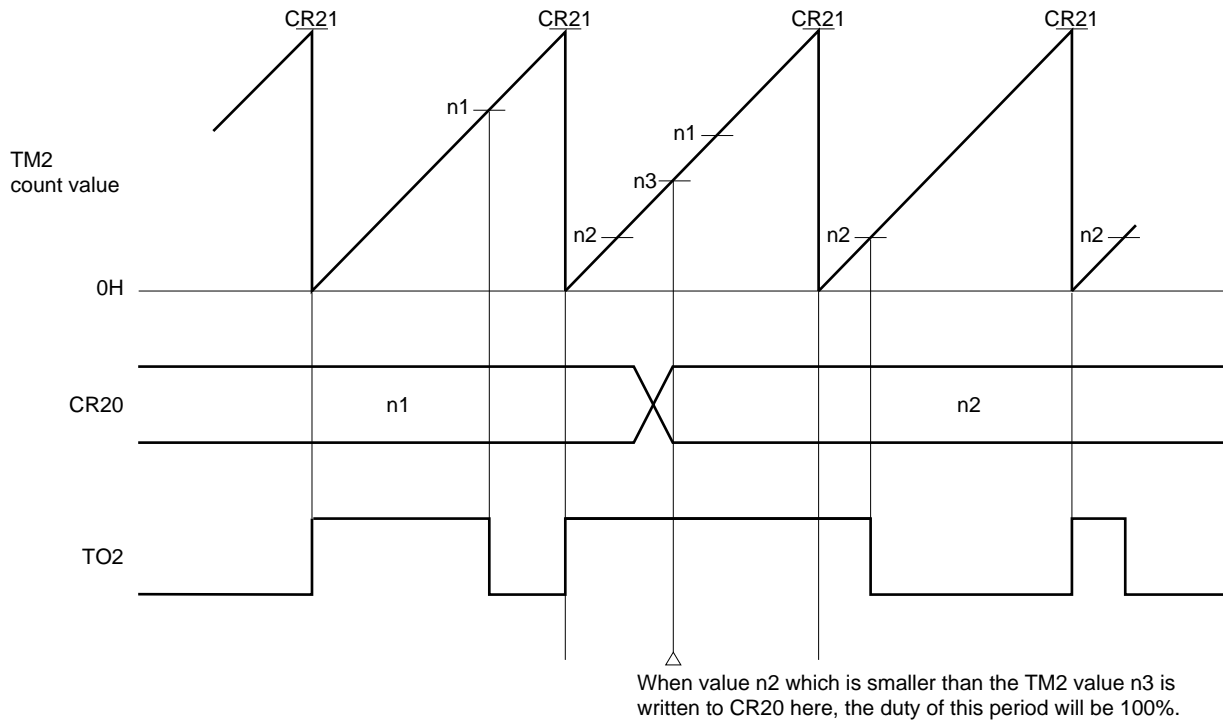 CR21 CR21 CR21 CR21
n1
n1
TM2
count value
n3
n2 n2 n2
0H
CR20 n1 n2
TO2
When value n2 which is smaller than the TM2 value n3 is
written to CR20 here, the duty of this period will be 100%.